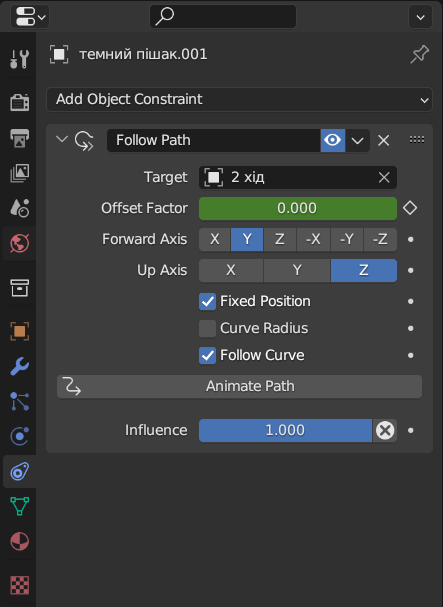 темний пішак.001
Add Object Constraint
Follow Path
Target 2 хід
Offset Factor 0.000
Forward Axis X Y Z -X -Y -Z
Up Axis X Y Z
Fixed Position
Curve Radius
Follow Curve
Animate Path
Influence 1.000